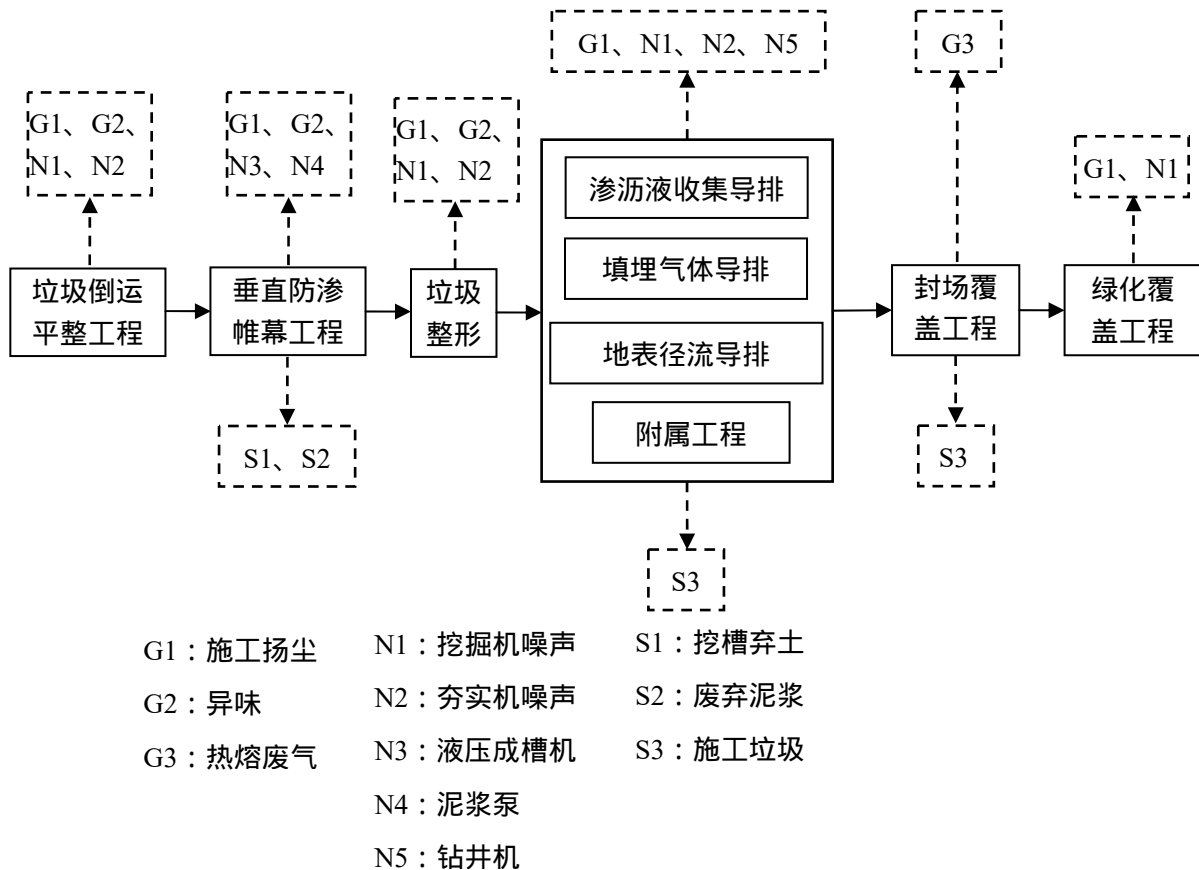 G1、N1、N2、N5
G3
G1、G2、
N1、N2
G1、G2、
N3、N4
G1、G2、
N1、N2
G1、N1
垃圾倒运
平整工程
垂直防渗
帷幕工程
垃圾
整形
渗沥液收集导排
填埋气体导排
地表径流导排
附属工程
封场覆
盖工程
绿化覆
盖工程
S1、S2
S3
S3
G1：施工扬尘
G2：异味
G3：热熔废气
N1：挖掘机噪声
N2：夯实机噪声
N3：液压成槽机
N4：泥浆泵
N5：钻井机
S1：挖槽弃土
S2：废弃泥浆
S3：施工垃圾